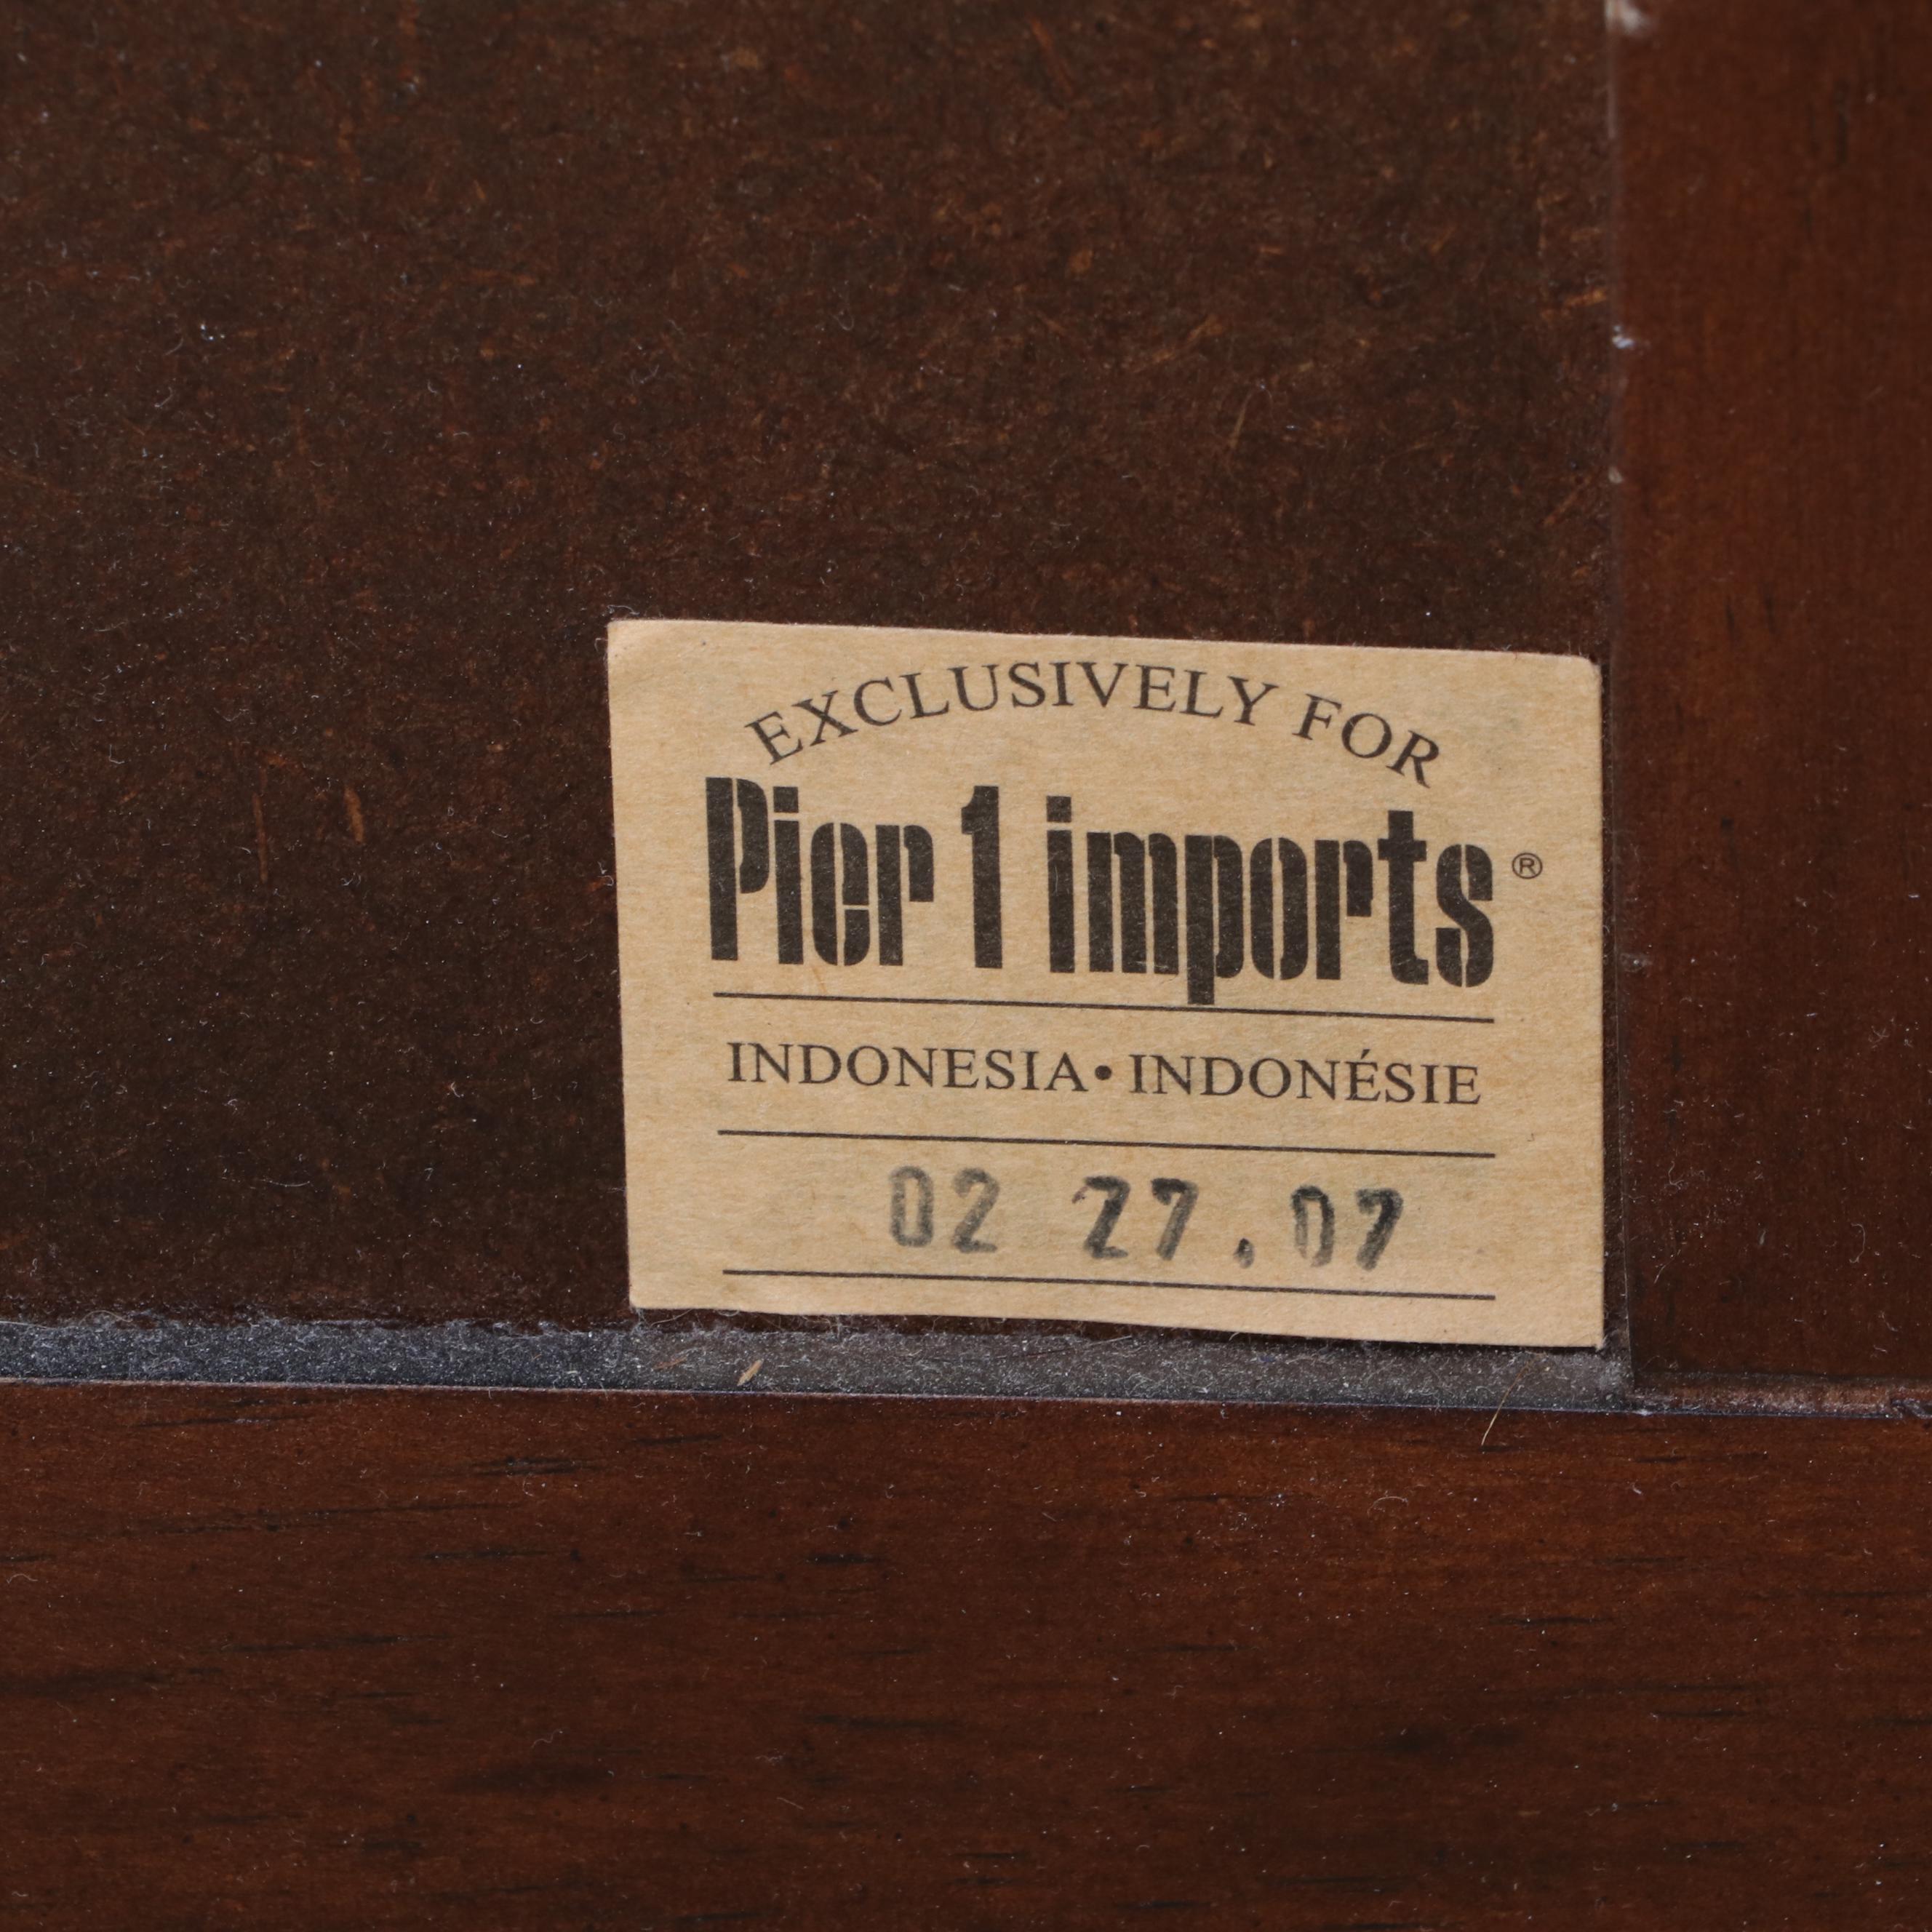 EXCLUSIVELY FOR
Pier 1 imports®
INDONESIA • INDONÉSIE
02 27.07